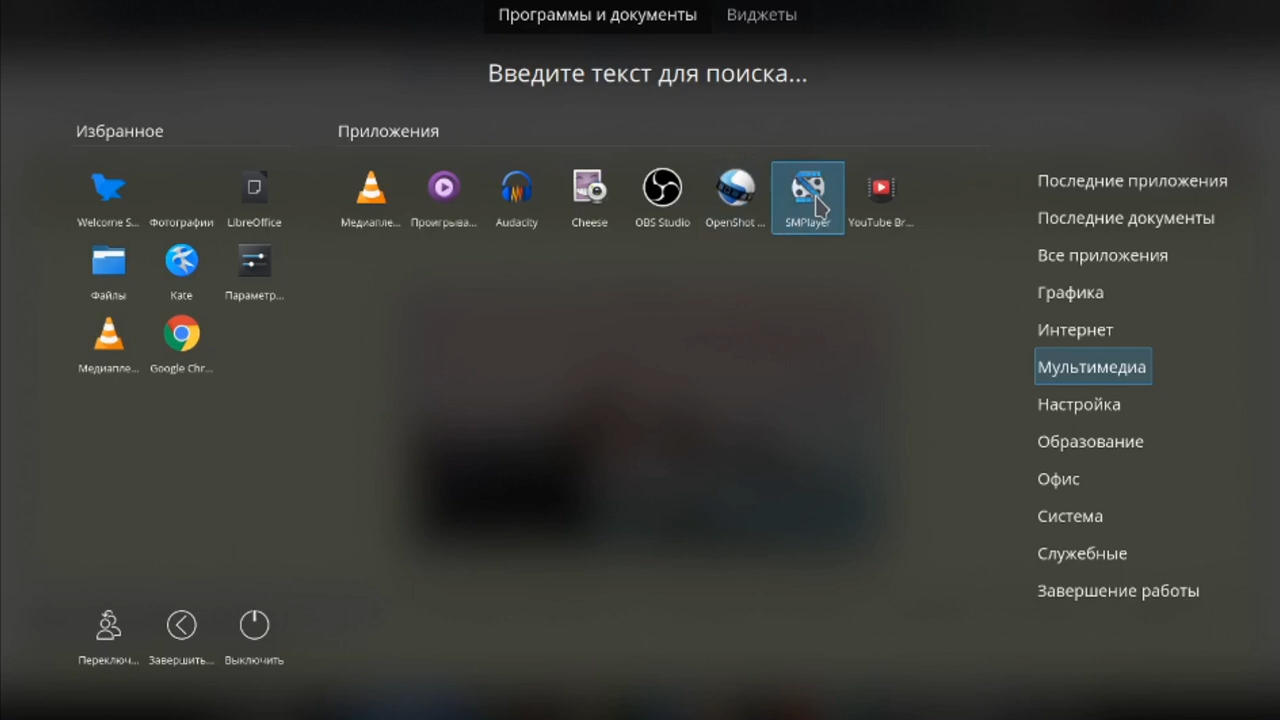 Программы и документы
Виджеты
Введите текст для поиска...
Избранное
Welcome S...
Фотографии
LibreOffice
Файлы
Kate
Параметр...
Медиапле...
Google Chr...
Приложения
Медиапле...
Проигрыва...
Audacity
Cheese
OBS Studio
OpenShot ...
SMPlayer
YouTube Br...
Последние приложения
Последние документы
Все приложения
Графика
Интернет
Мультимедиа
Настройка
Образование
Офис
Система
Служебные
Завершение работы
Переключ...
Завершить...
Выключить